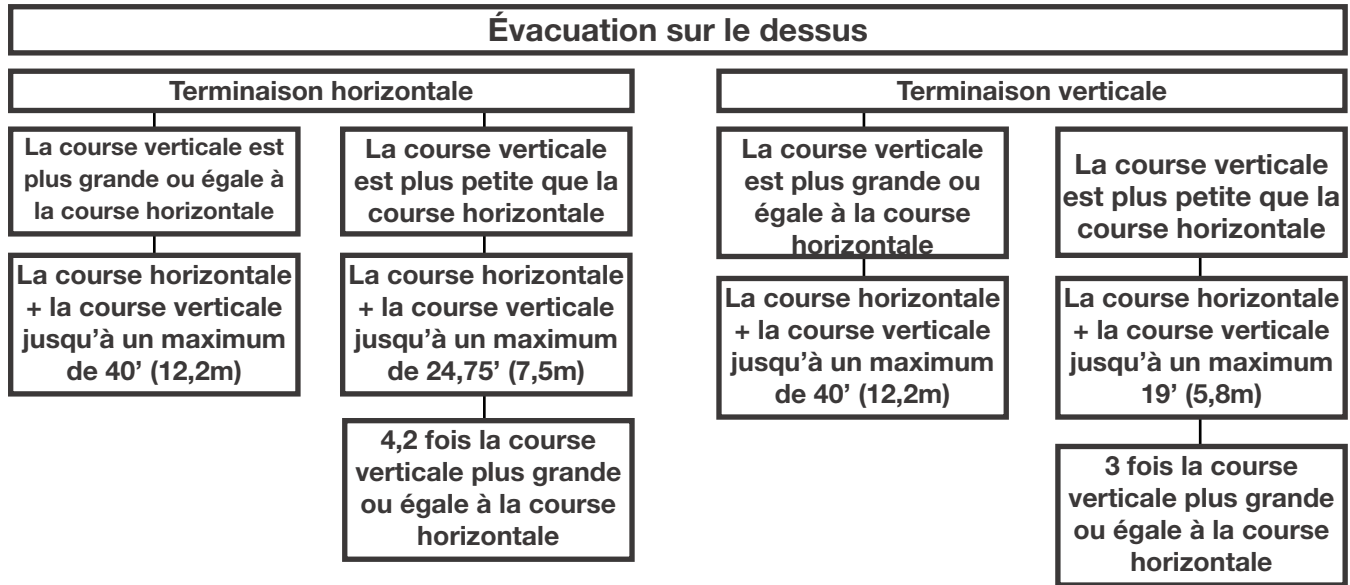 Évacuation sur le dessus
Terminaison horizontale
La course verticale est
plus grande ou égale à
la course horizontale
La course horizontale
+ la course verticale
jusqu'à un maximum
de 40' (12,2m)
La course verticale
est plus petite que la
course horizontale
La course horizontale
+ la course verticale
jusqu'à un maximum
de 24,75' (7,5m)
4,2 fois la course
verticale plus grande
ou égale à la course
horizontale
Terminaison verticale
La course verticale
est plus grande ou
égale à la course
horizontale
La course horizontale
+ la course verticale
jusqu'à un maximum
de 40' (12,2m)
La course verticale
est plus petite que la
course horizontale
La course horizontale
+ la course verticale
jusqu'à un maximum
19' (5,8m)
3 fois la course
verticale plus grande
ou égale à la course
horizontale